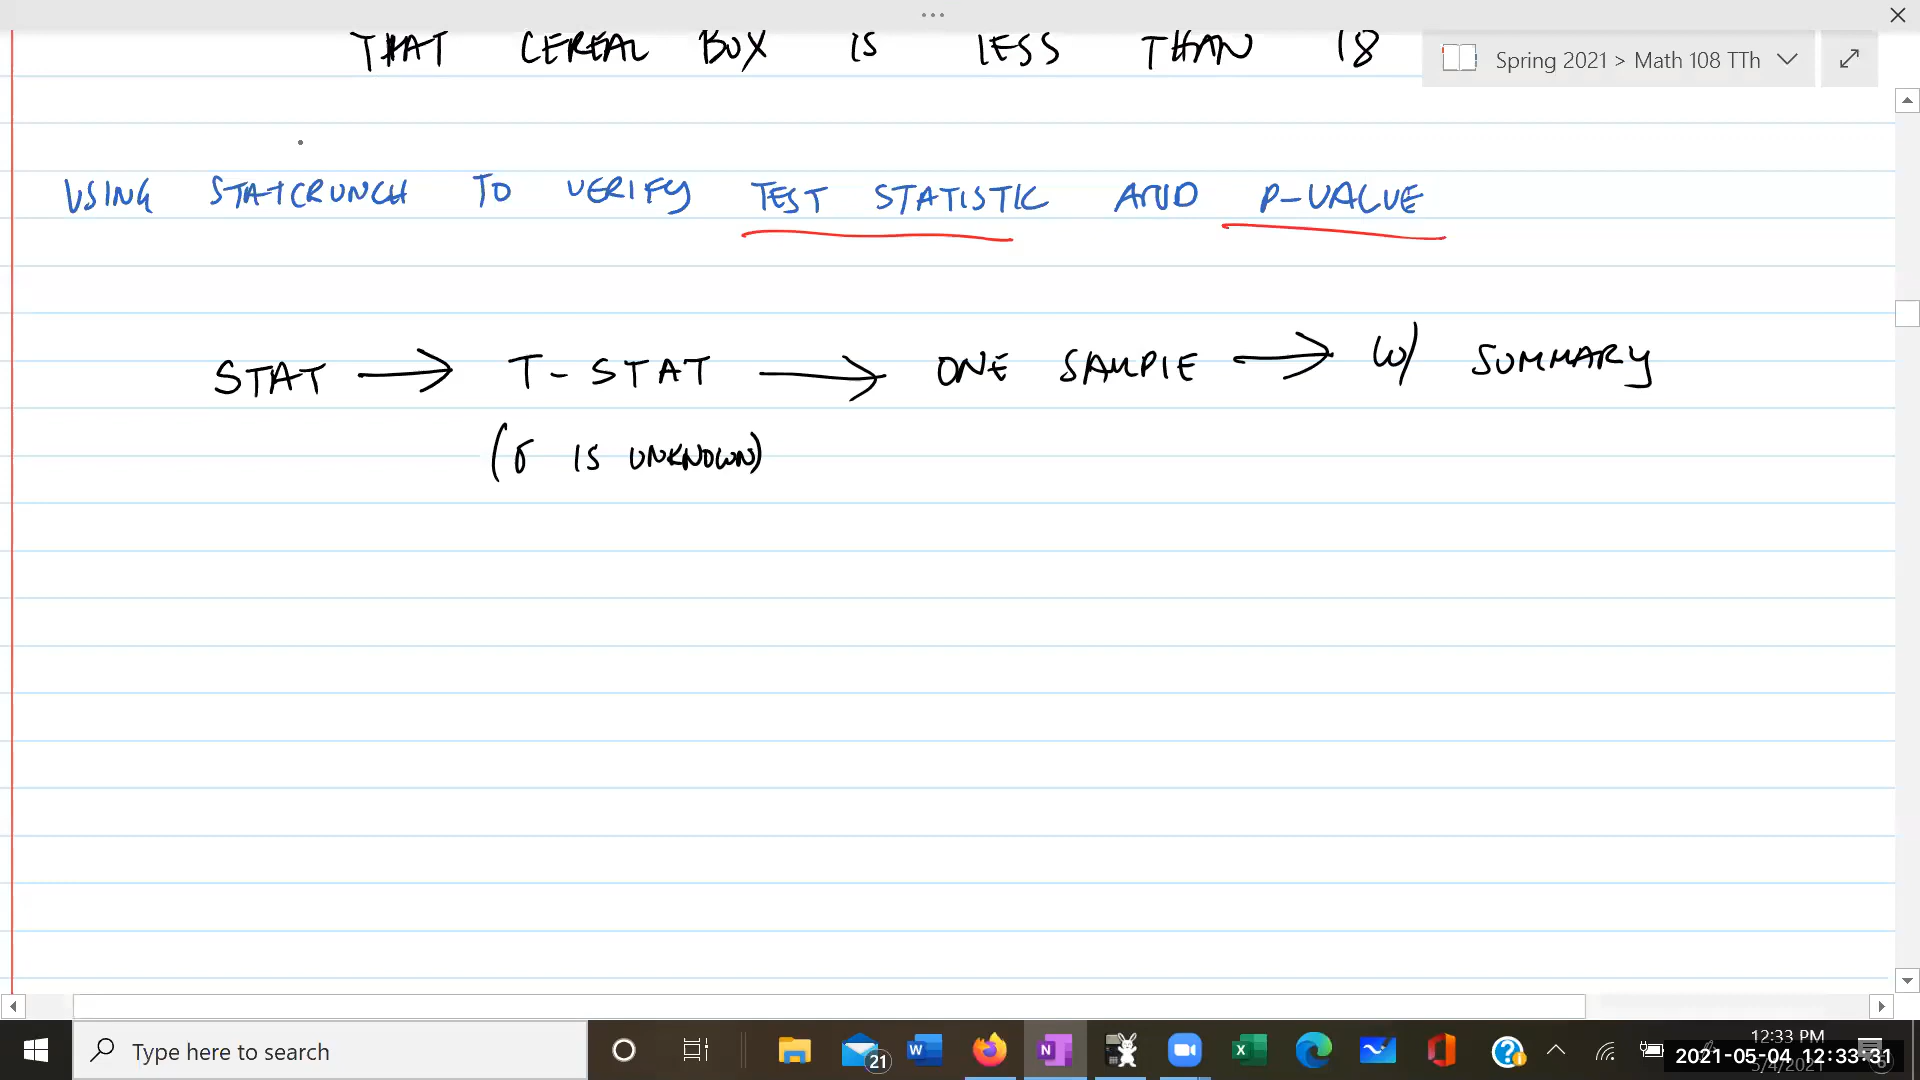 THAT CEREAL BOX IS LESS THAN 18
Spring 2021 > Math 108 TTh
USING STATCRUNCH TO VERIFY TEST STATISTIC AND P-VALUE
STAT → T-STAT → ONE SAMPLE → W/ SUMMARY
(σ IS UNKNOWN)
Type here to search
21
12:33 PM
2021-05-04 12:33:31